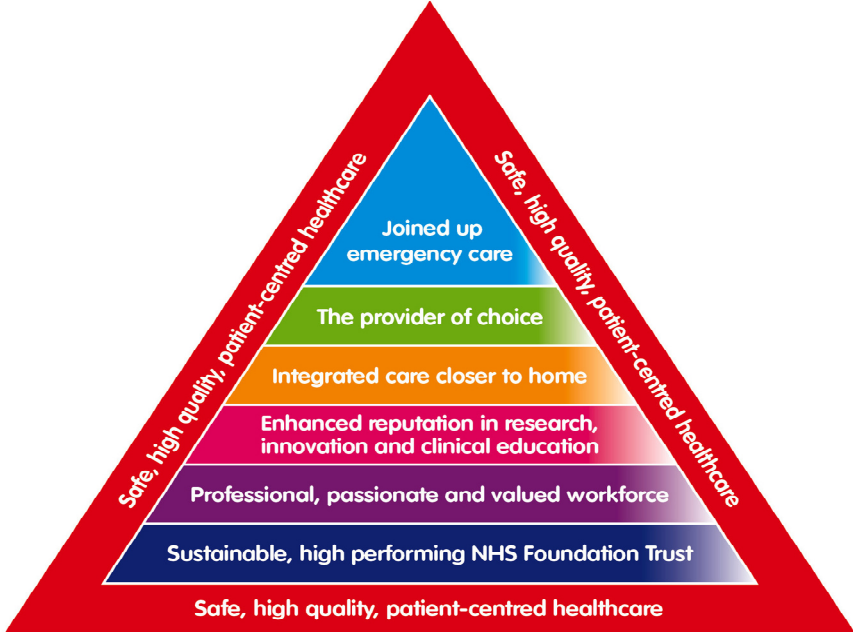 Safe, high quality, patient-centred healthcare
Safe, high quality, patient-centred healthcare
Joined up
emergency care
The provider of choice
Integrated care closer to home
Enhanced reputation in research,
innovation and clinical education
Professional, passionate and valued workforce
Sustainable, high performing NHS Foundation Trust
Safe, high quality, patient-centred healthcare